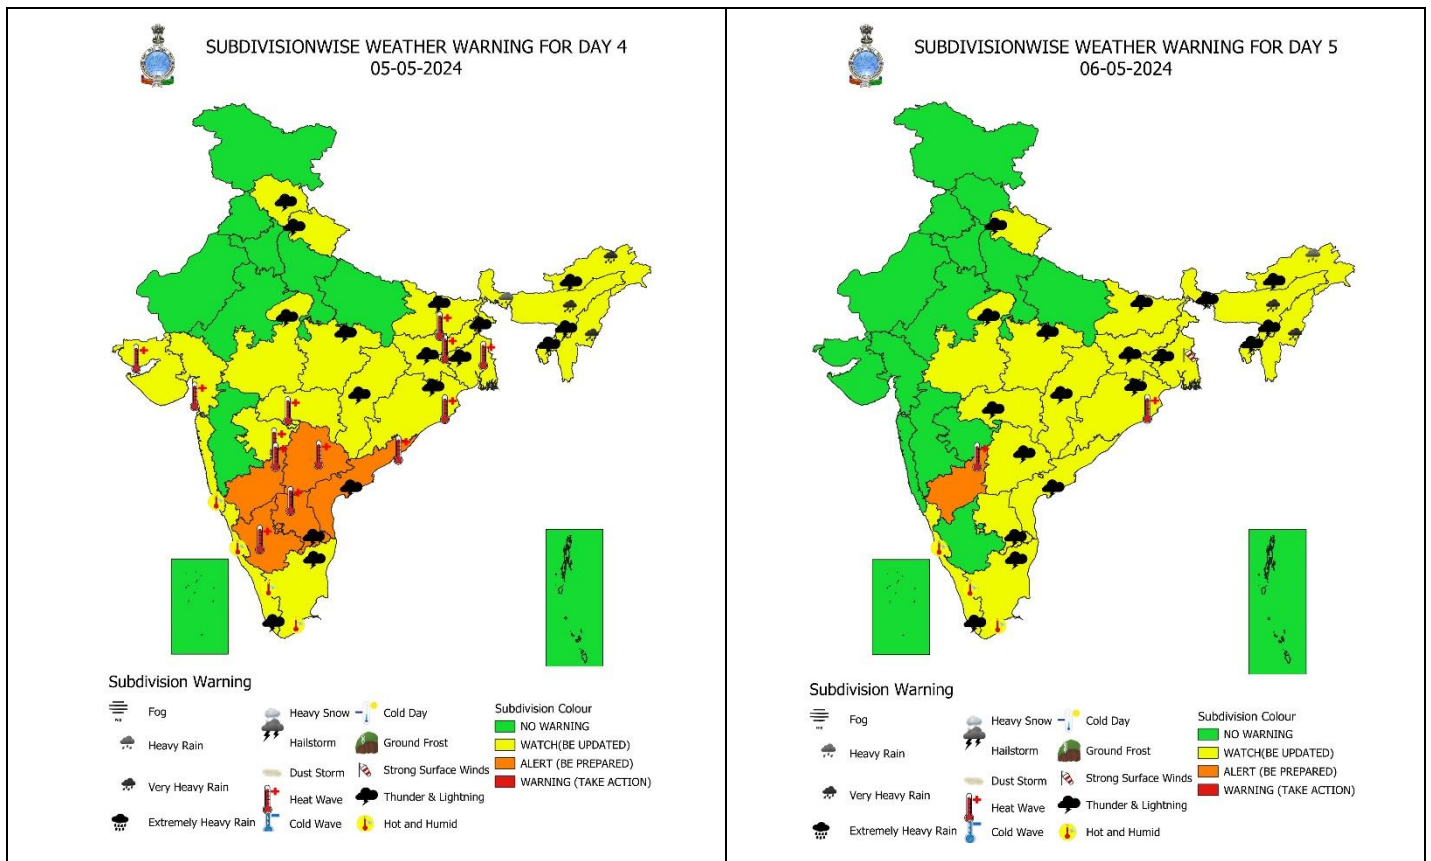 SUBDIVISIONWISE WEATHER WARNING FOR DAY 4
05-05-2024
Subdivision Warning
Fog
Heavy Rain
Very Heavy Rain
Extremely Heavy Rain
Heavy Snow
Hailstorm
Dust Storm
Heat Wave
Cold Wave
Cold Day
Ground Frost
Strong Surface Winds
Thunder & Lightning
Hot and Humid
Subdivision Colour
NO WARNING
WATCH(BE UPDATED)
ALERT (BE PREPARED)
WARNING (TAKE ACTION)
SUBDIVISIONWISE WEATHER WARNING FOR DAY 5
06-05-2024
Subdivision Warning
Fog
Heavy Rain
Very Heavy Rain
Extremely Heavy Rain
Heavy Snow
Hailstorm
Dust Storm
Heat Wave
Cold Wave
Cold Day
Ground Frost
Strong Surface Winds
Thunder & Lightning
Hot and Humid
Subdivision Colour
NO WARNING
WATCH(BE UPDATED)
ALERT (BE PREPARED)
WARNING (TAKE ACTION)